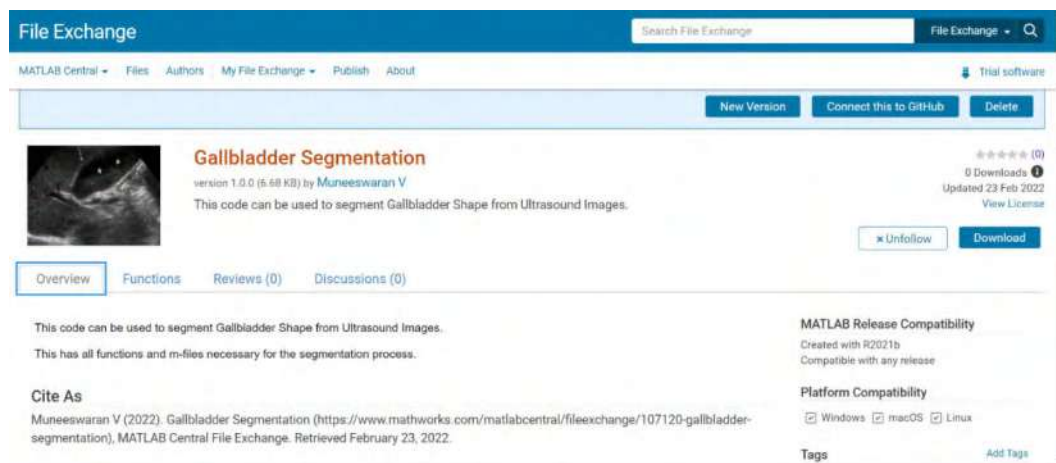 File Exchange
Search File Exchange
File Exchange
MATLAB Central Files Authors My File Exchange Publish About
Trial software
New Version Connect this to GitHub Delete
Gallbladder Segmentation
version 1.0.0 (6.68 KB) by Muneeswaran V
This code can be used to segment Gallbladder Shape from Ultrasound Images.
(0)
0 Downloads
Updated 23 Feb 2022
View License
× Unfollow Download
Overview Functions Reviews (0) Discussions (0)
This code can be used to segment Gallbladder Shape from Ultrasound Images.
This has all functions and m-files necessary for the segmentation process.
Cite As
Muneeswaran V (2022). Gallbladder Segmentation (https://www.mathworks.com/matlabcentral/fileexchange/107120-gallbladder-
segmentation), MATLAB Central File Exchange. Retrieved February 23, 2022.
MATLAB Release Compatibility
Created with R2021b
Compatible with any release
Platform Compatibility
Windows macOS Linux
Tags Add Tags